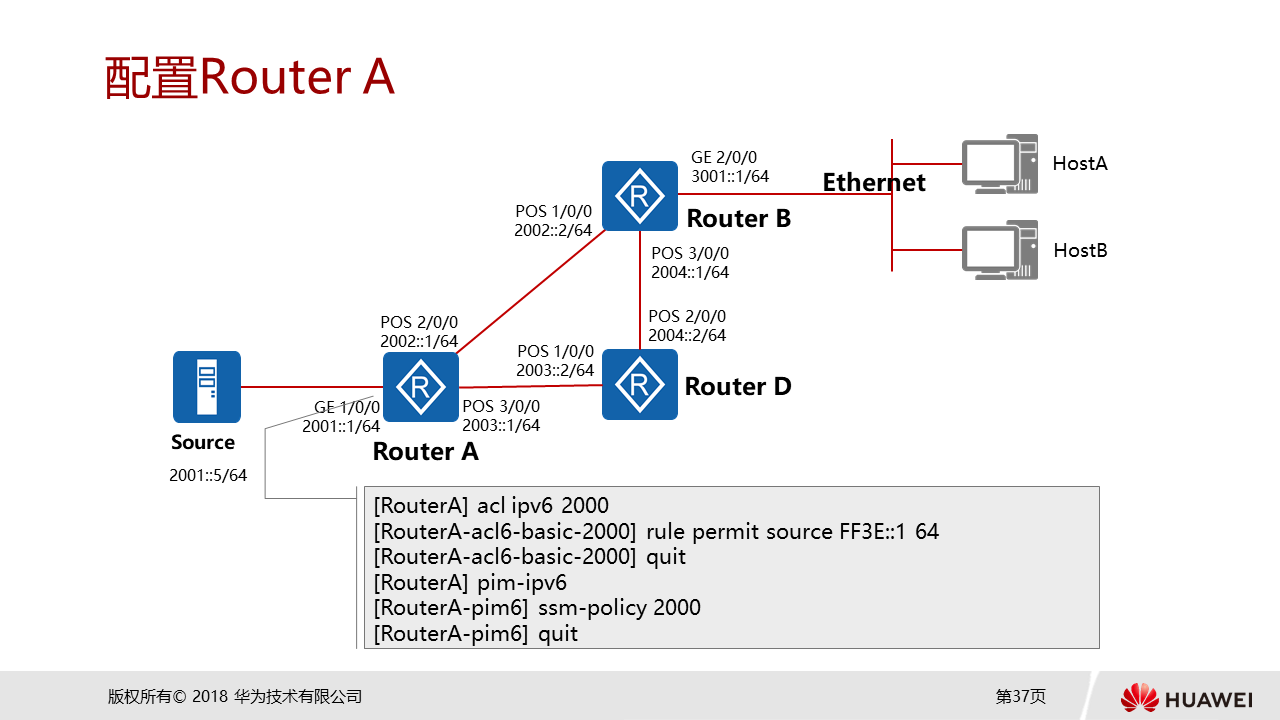 配置Router A
GE 2/0/0
3001::1/64
Ethernet
HostA
Router B
POS 1/0/0
2002::2/64
HostB
POS 3/0/0
2004::1/64
POS 2/0/0
2004::2/64
POS 2/0/0
2002::1/64
POS 1/0/0
2003::2/64
Router D
GE 1/0/0
2001::1/64
POS 3/0/0
2003::1/64
Source
Router A
2001::5/64
[RouterA] acl ipv6 2000
[RouterA-acl6-basic-2000] rule permit source FF3E::1 64
[RouterA-acl6-basic-2000] quit
[RouterA] pim-ipv6
[RouterA-pim6] ssm-policy 2000
[RouterA-pim6] quit
版权所有© 2018 华为技术有限公司
第37页
HUAWEI